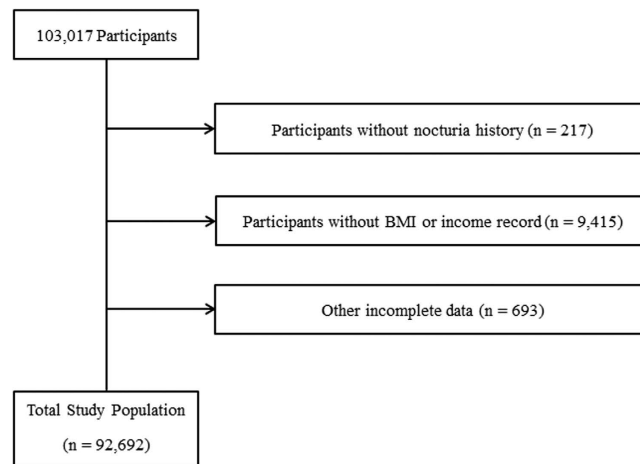 103,017 Participants
Participants without nocturia history (n = 217)
Participants without BMI or income record (n = 9,415)
Other incomplete data (n = 693)
Total Study Population
(n = 92,692)